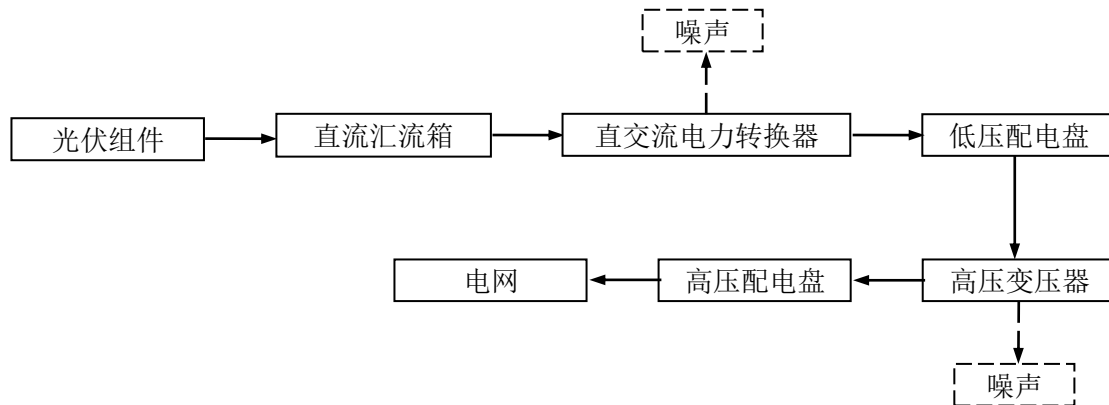 噪声
光伏组件
直流汇流箱
直交流电力转换器
低压配电盘
电网
高压配电盘
高压变压器
噪声